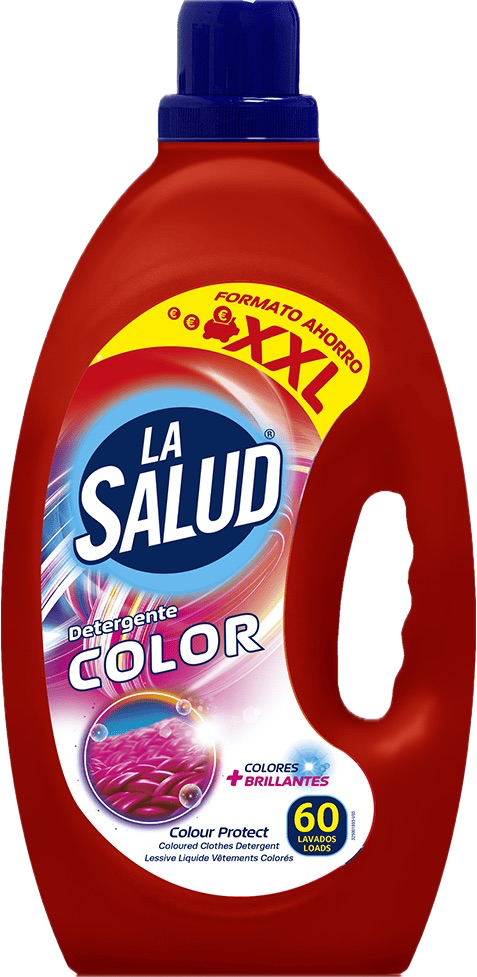 FORMATO AHORRO
XXL
LA
SALUD®
Detergente
COLOR
COLORES
+BRILLANTES
60
LAVADOS
LOADS
Colour Protect
Coloured Clothes Detergent
Lessive Liquide Vêtements Colorés